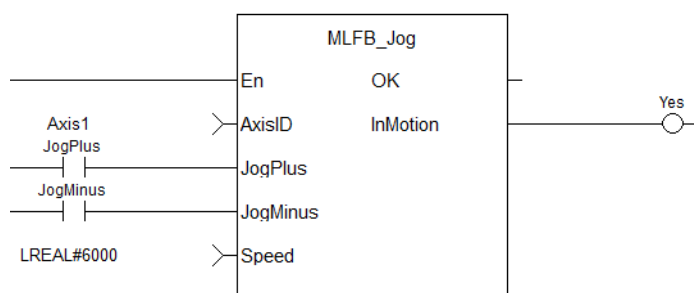 MLFB_Jog
En OK
Yes
Axis1
AxisID InMotion
JogPlus
JogPlus
JogMinus
JogMinus
LREAL#6000 Speed